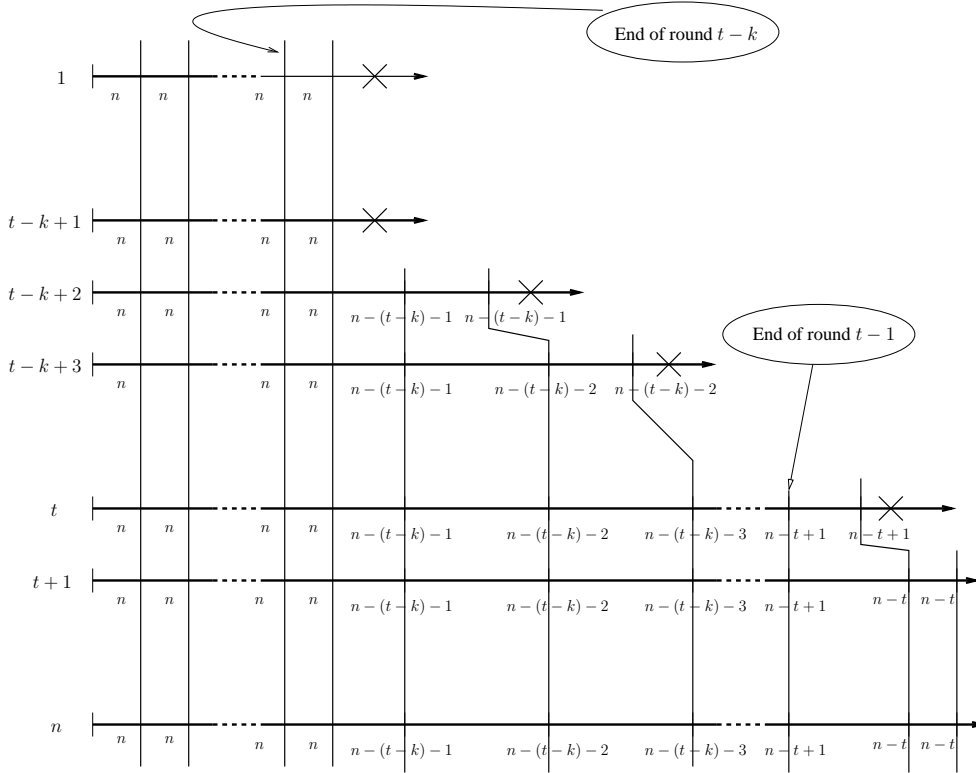 End of round t − k
1
n n n n
t − k + 1
n n n n
t − k + 2
n n n n n − (t − k) − 1 n − (t − k) − 1
End of round t − 1
t − k + 3
n n n n − (t − k) − 1 n − (t − k) − 2 n − (t − k) − 2
t
n n n n n − (t − k) − 1 n − (t − k) − 2 n − (t − k) − 3 n − t + 1 n − t + 1
t + 1
n n n n n − (t − k) − 1 n − (t − k) − 2 n − (t − k) − 3 n − t + 1 n − t n − t
n
n n n n n − (t − k) − 1 n − (t − k) − 2 n − (t − k) − 3 n − t + 1 n − t n − t